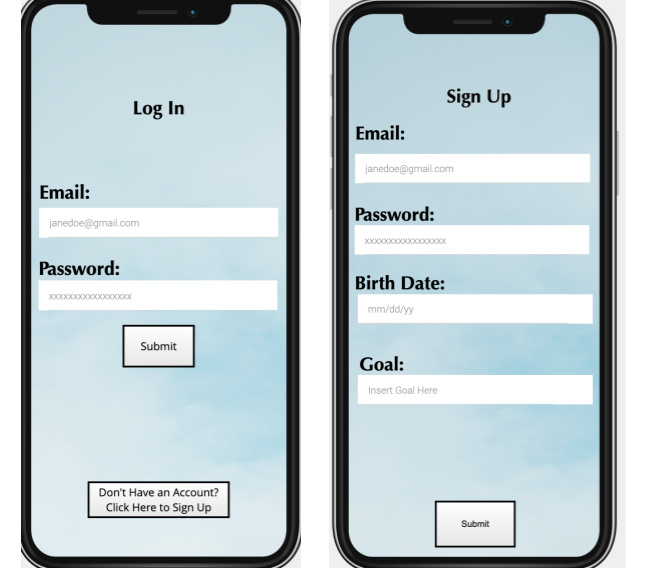 Log In
Email:
janedoe@gmail.com
Password:
xxxxxxxxxxxxxxxxx
Submit
Don't Have an Account?
Click Here to Sign Up
Sign Up
Email:
janedoe@gmail.com
Password:
xxxxxxxxxxxxxxxxx
Birth Date:
mm/dd/yy
Goal:
Insert Goal Here
Submit